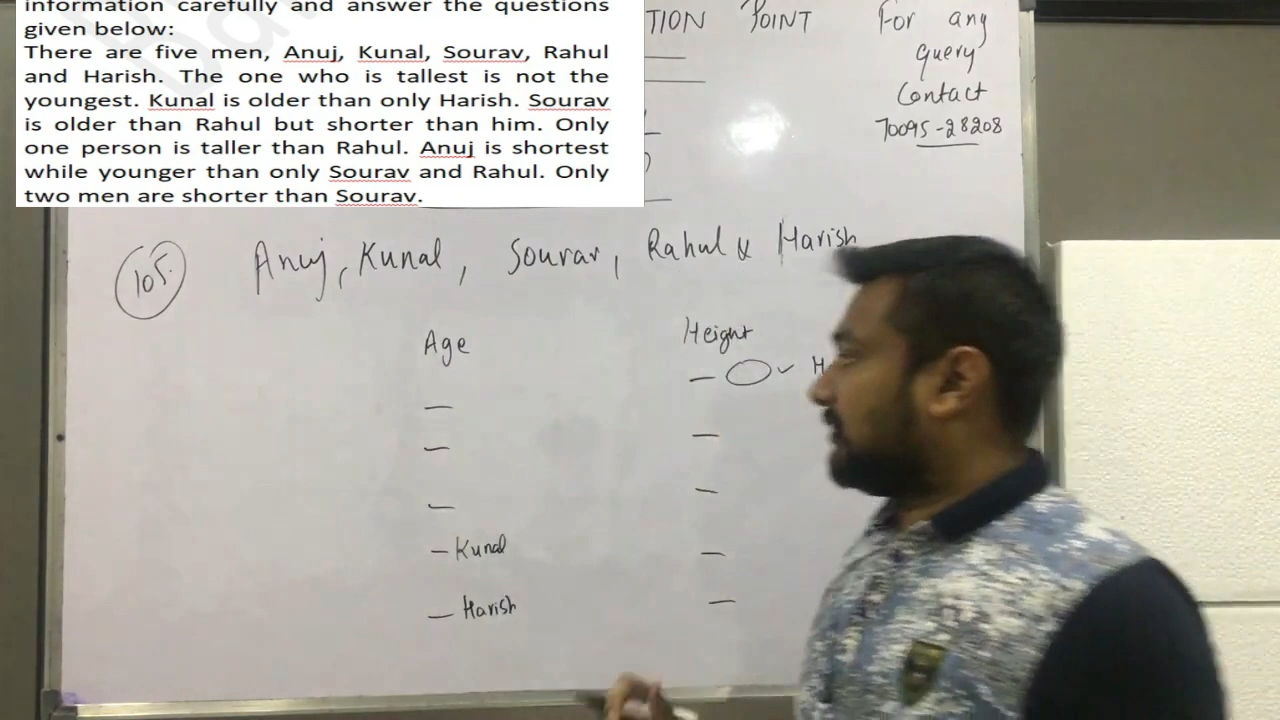 information carefully and answer the questions
given below:
There are five men, Anuj, Kunal, Sourav, Rahul
and Harish. The one who is tallest is not the
youngest. Kunal is older than only Harish. Sourav
is older than Rahul but shorter than him. Only
one person is taller than Rahul. Anuj is shortest
while younger than only Sourav and Rahul. Only
two men are shorter than Sourav.
TION POINT
For any
query
Contact
70095-28208
105. Anuj, Kunal, Sourav, Rahul & Harish
Age
Height
H
Kunal
Harish